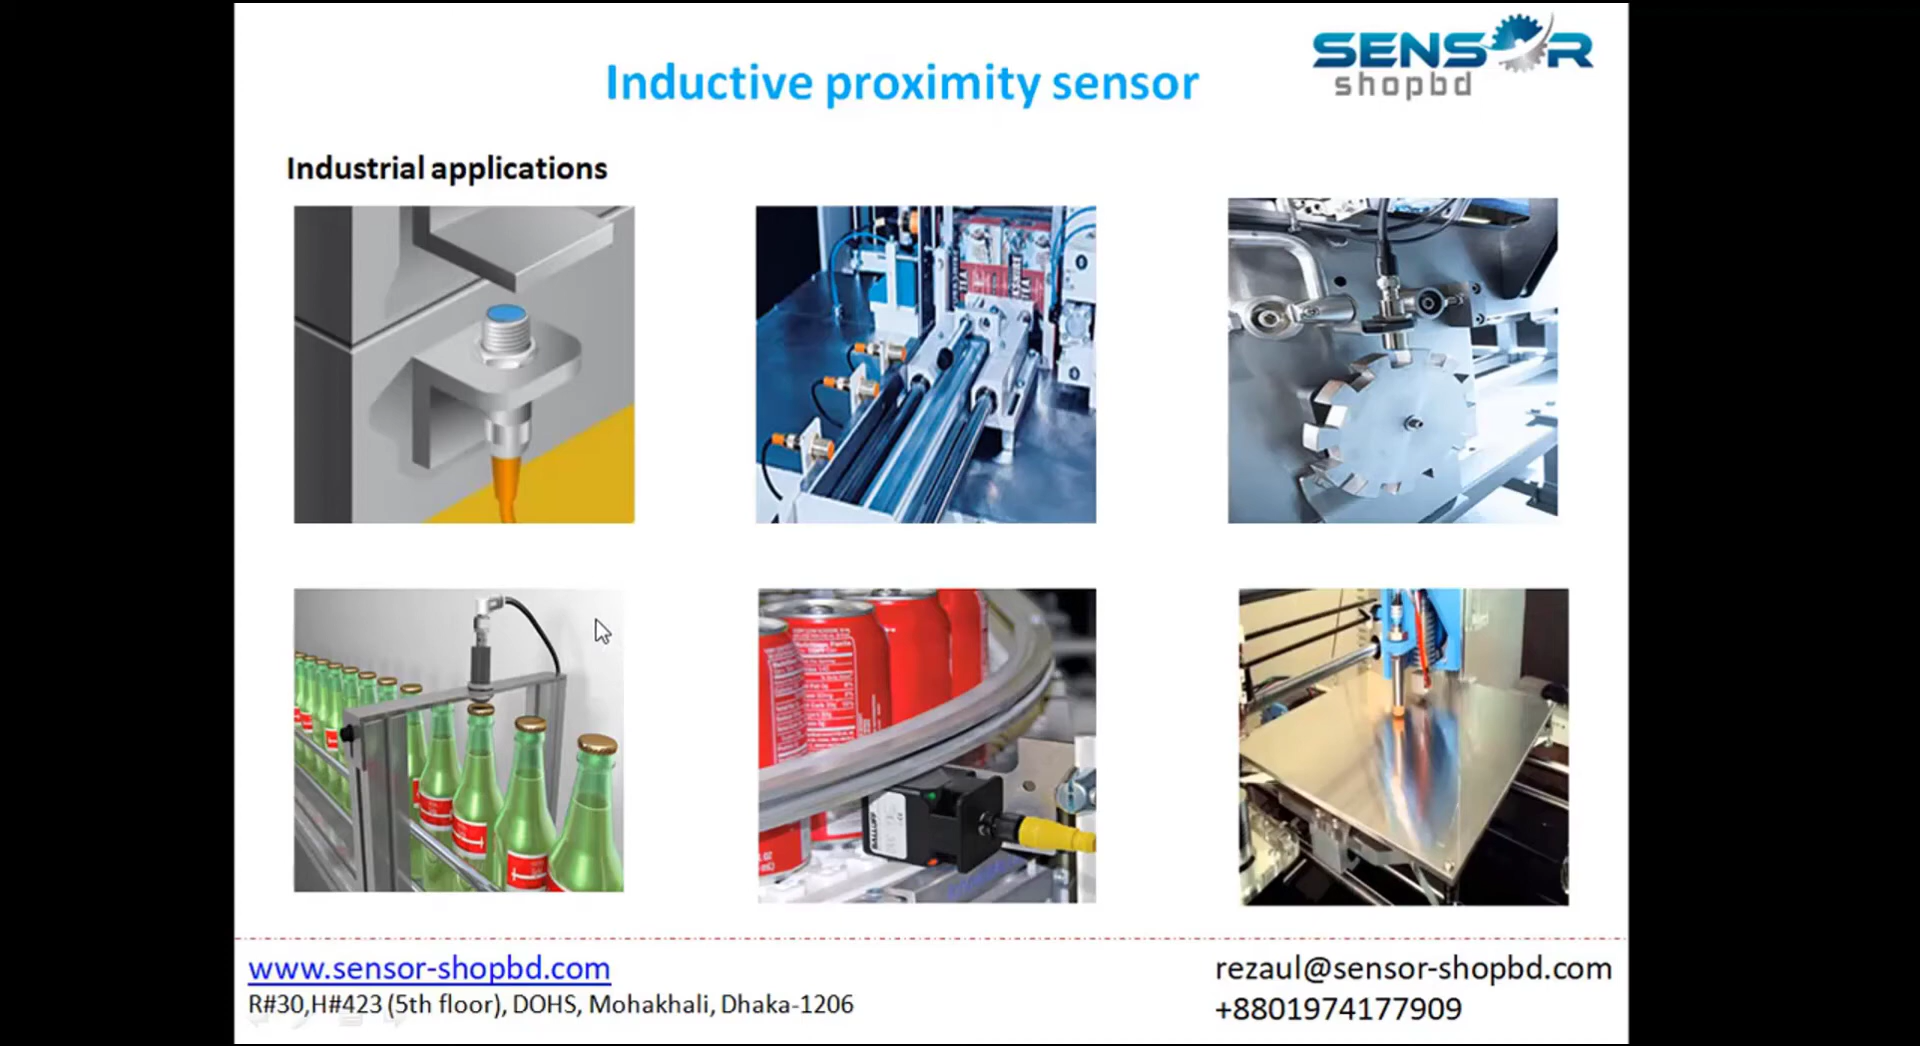 SENSOR
shopbd
Inductive proximity sensor
Industrial applications
BALLUFF
www.sensor-shopbd.com
R#30,H#423 (5th floor), DOHS, Mohakhali, Dhaka-1206
rezaul@sensor-shopbd.com
+8801974177909